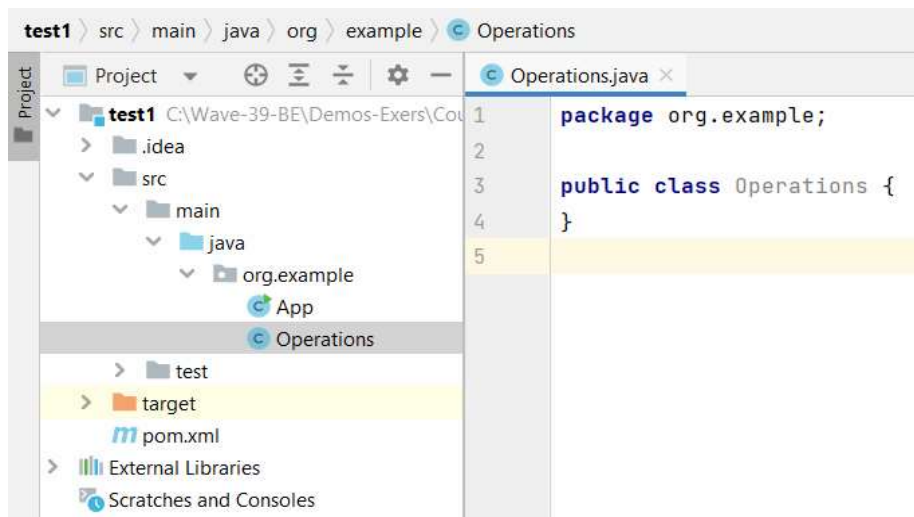 test1 src main java org example Operations
Project
Project
Operations.java
test1 C:\Wave-39-BE\Demos-Exers\Cou
.idea
src
main
java
org.example
App
Operations
test
target
pom.xml
External Libraries
Scratches and Consoles
1 package org.example;
2
3 public class Operations {
4 }
5